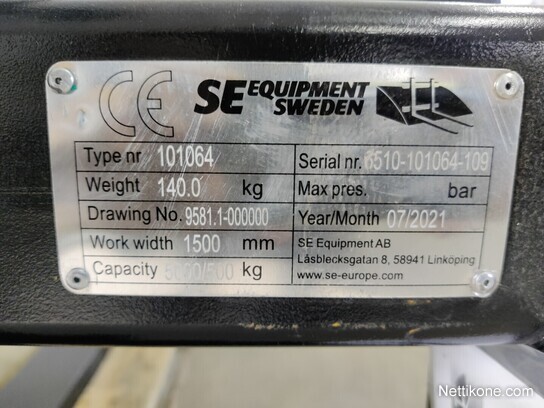 CE SE EQUIPMENT SWEDEN
Type nr 101064
Serial nr. 6510-101064-109
Weight 140.0 kg
Max pres. bar
Drawing No. 9581.1-000000
Year/Month 07/2021
Work width 1500 mm
SE Equipment AB
Låsblecksgatan 8, 58941 Linköping
www.se-europe.com
Capacity kg
Nettikone.com